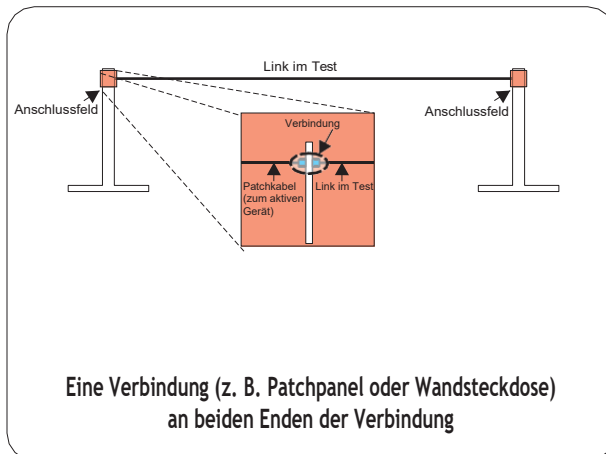 Link im Test
Anschlussfeld
Anschlussfeld
Verbindung
Patchkabel
(zum aktiven
Gerät)
Link im Test
Eine Verbindung (z. B. Patchpanel oder Wandsteckdose)
an beiden Enden der Verbindung